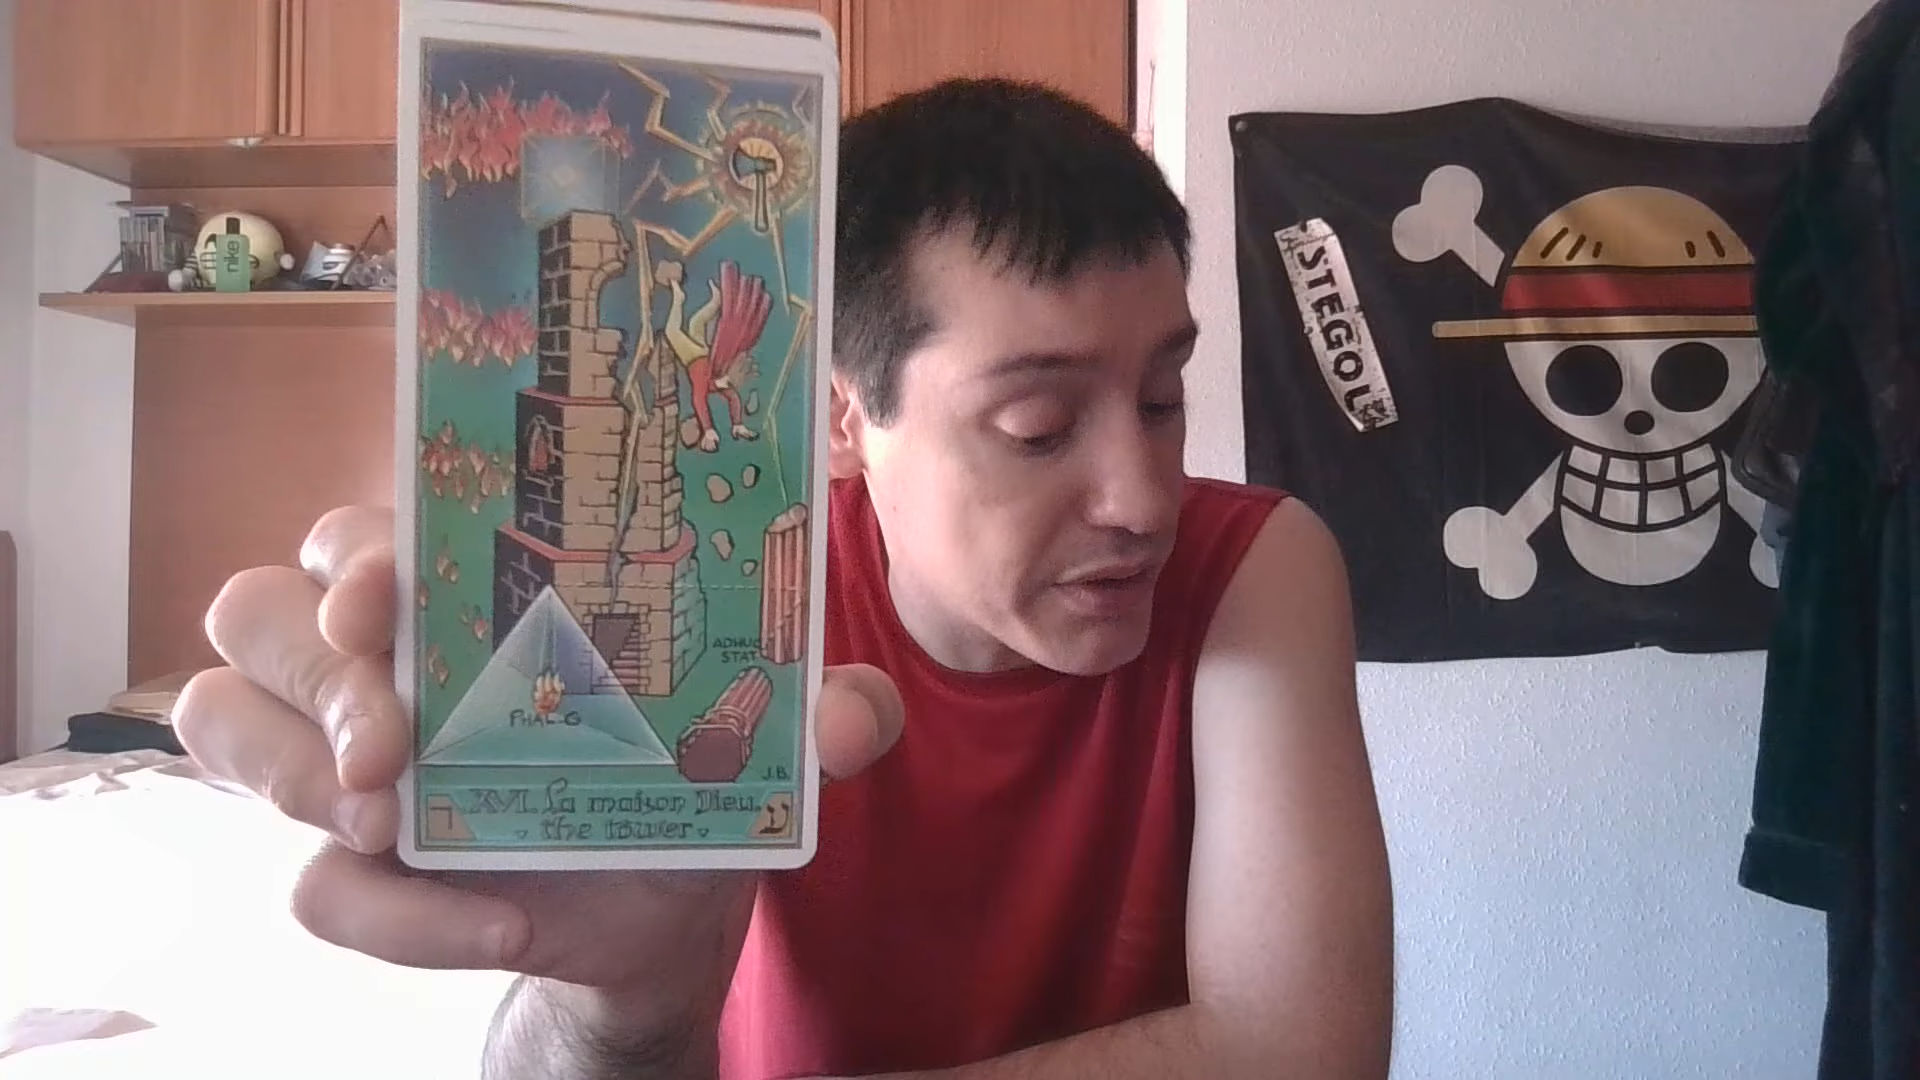 nike
STEGOL
ADHUC
STAT
PHAL-G
J.B.
ר XVI. La maison Dieu. ע
the tower